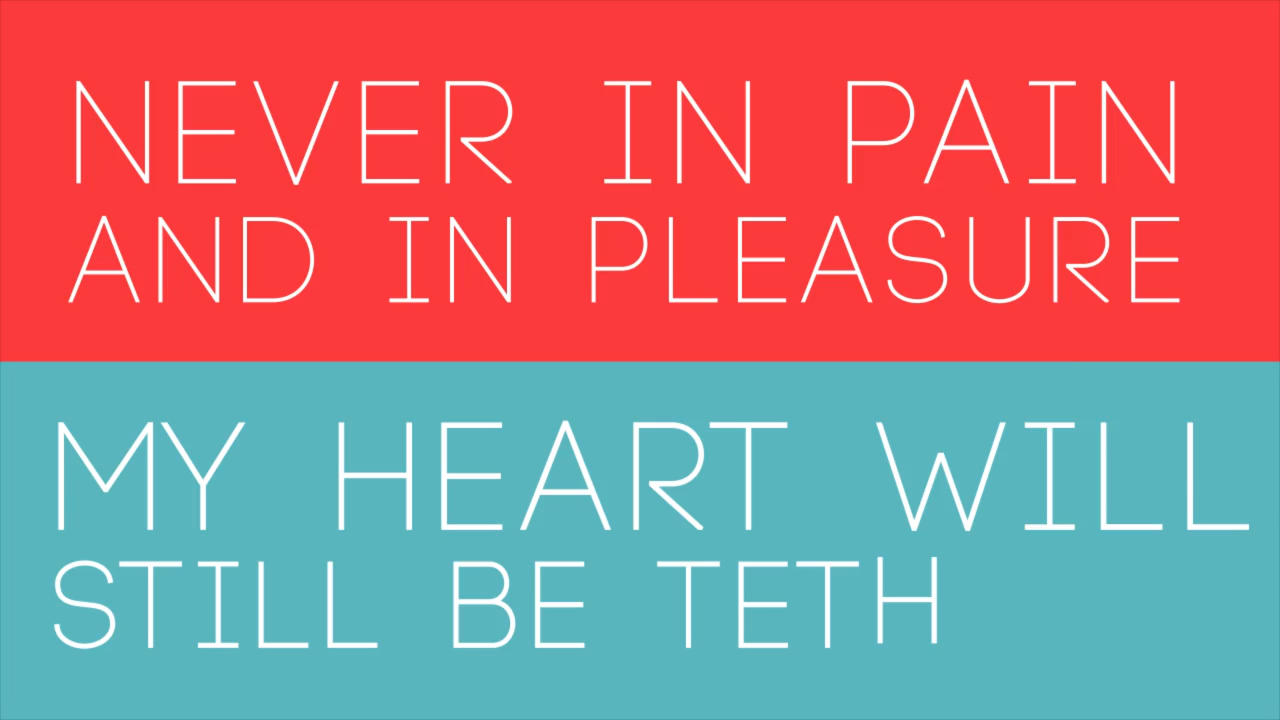 NEVER IN PAIN
AND IN PLEASURE
MY HEART WILL
STILL BE TETH